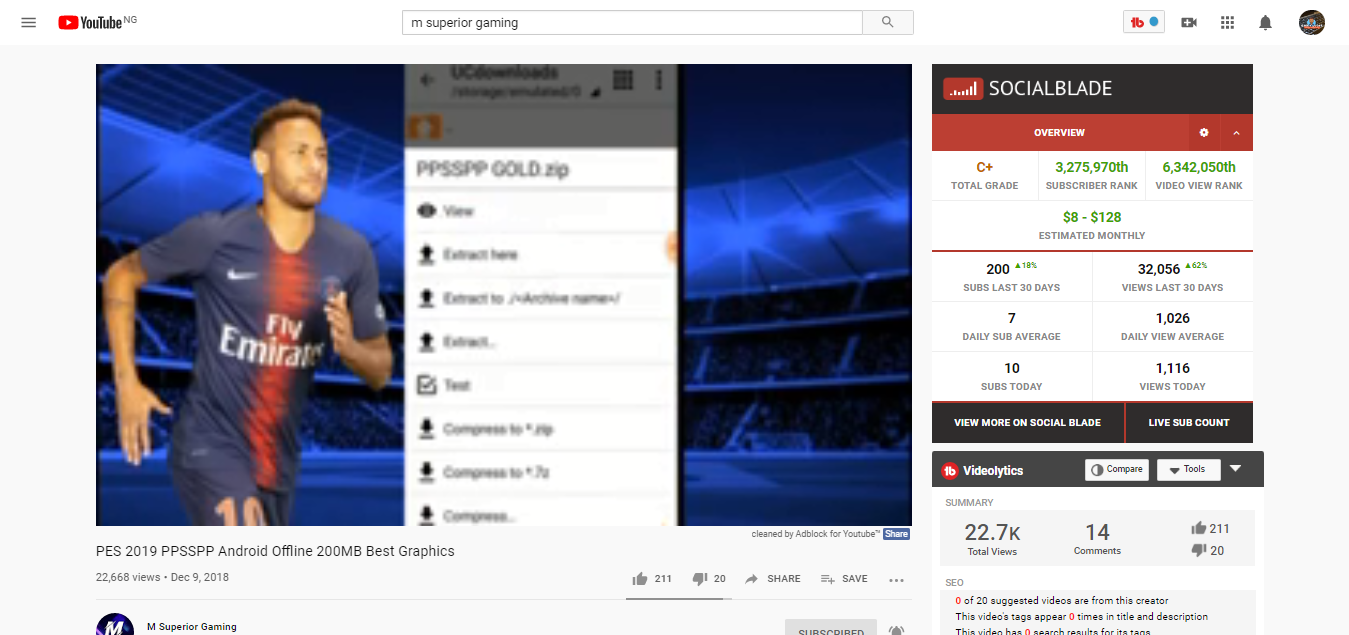 YouTube NG
m superior gaming
UCdownloads
/storage/emulated/0
PPSSPP GOLD.zip
View
Extract here
Extract to ./<Archive name>/
Extract...
Test
Compress to *.zip
Compress to *.7z
Compress...
Fly
Emirates
10
cleaned by Adblock for Youtube™ Share
PES 2019 PPSSPP Android Offline 200MB Best Graphics
22,668 views • Dec 9, 2018
211
20
SHARE
SAVE
M
M Superior Gaming
SUBSCRIBED
SOCIALBLADE
OVERVIEW
C+
TOTAL GRADE
3,275,970th
SUBSCRIBER RANK
6,342,050th
VIDEO VIEW RANK
$8 - $128
ESTIMATED MONTHLY
200 ▲18%
SUBS LAST 30 DAYS
32,056 ▲62%
VIEWS LAST 30 DAYS
7
DAILY SUB AVERAGE
1,026
DAILY VIEW AVERAGE
10
SUBS TODAY
1,116
VIEWS TODAY
VIEW MORE ON SOCIAL BLADE
LIVE SUB COUNT
Videolytics
Compare
Tools
SUMMARY
22.7K
Total Views
14
Comments
211
20
SEO
0 of 20 suggested videos are from this creator
This video's tags appear 0 times in title and description
This video has 0 search results for its tags